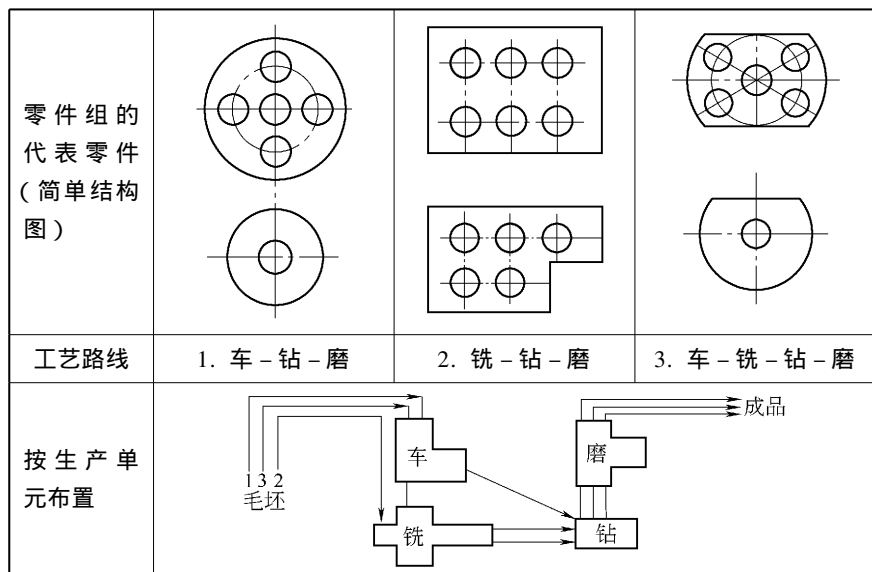 零件组的
代表零件
(简单结构
图)
工艺路线
1. 车－钻－磨
2. 铣－钻－磨
3. 车－铣－钻－磨
按生产单
元布置
1 3 2
毛坯
车
铣
钻
磨
成品